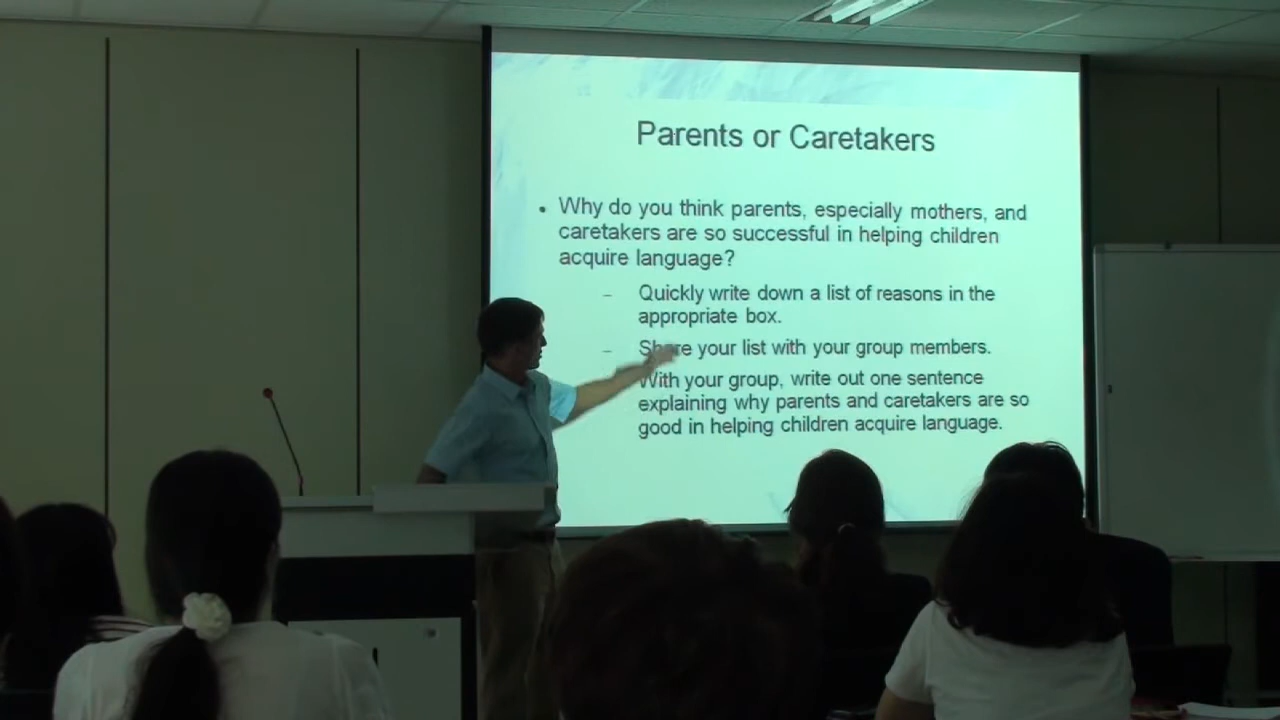 Parents or Caretakers
• Why do you think parents, especially mothers, and
caretakers are so successful in helping children
acquire language?
– Quickly write down a list of reasons in the
appropriate box.
– Share your list with your group members.
With your group, write out one sentence
explaining why parents and caretakers are so
good in helping children acquire language.